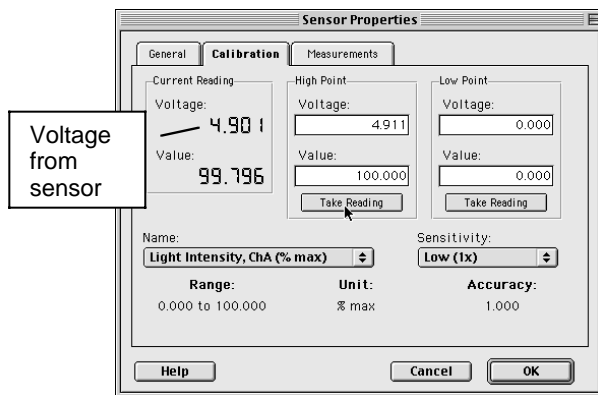 Sensor Properties
General
Calibration
Measurements
Voltage
from
sensor
Current Reading
Voltage:
4.901
Value:
99.796
High Point
Voltage:
4.911
Value:
100.000
Take Reading
Low Point
Voltage:
0.000
Value:
0.000
Take Reading
Name:
Light Intensity, ChA (% max)
Sensitivity:
Low (1x)
Range:
Unit:
Accuracy:
0.000 to 100.000
% max
1.000
Help
Cancel
OK